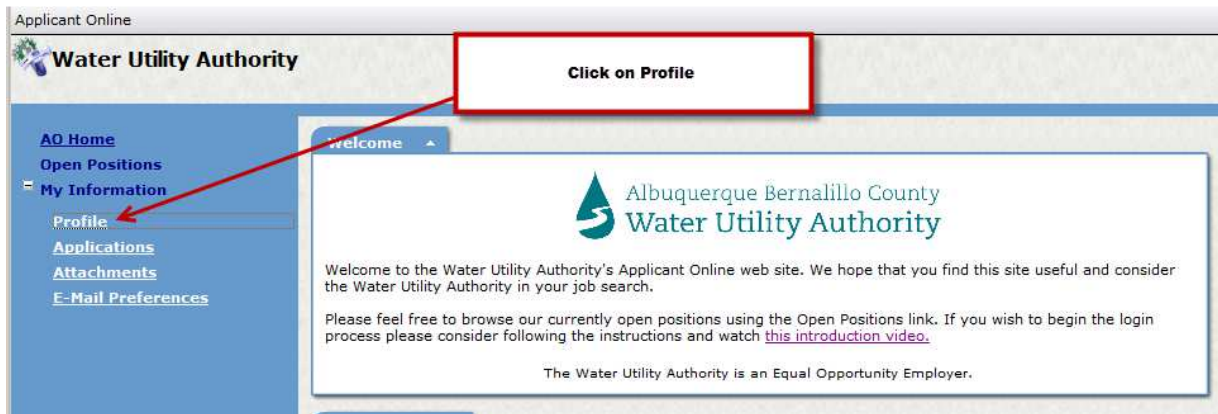 Applicant Online
Water Utility Authority
Click on Profile
AO Home
Open Positions
My Information
Profile
Applications
Attachments
E-Mail Preferences
Welcome
Albuquerque Bernalillo County
Water Utility Authority
Welcome to the Water Utility Authority's Applicant Online web site. We hope that you find this site useful and consider
the Water Utility Authority in your job search.
Please feel free to browse our currently open positions using the Open Positions link. If you wish to begin the login
process please consider following the instructions and watch this introduction video.
The Water Utility Authority is an Equal Opportunity Employer.